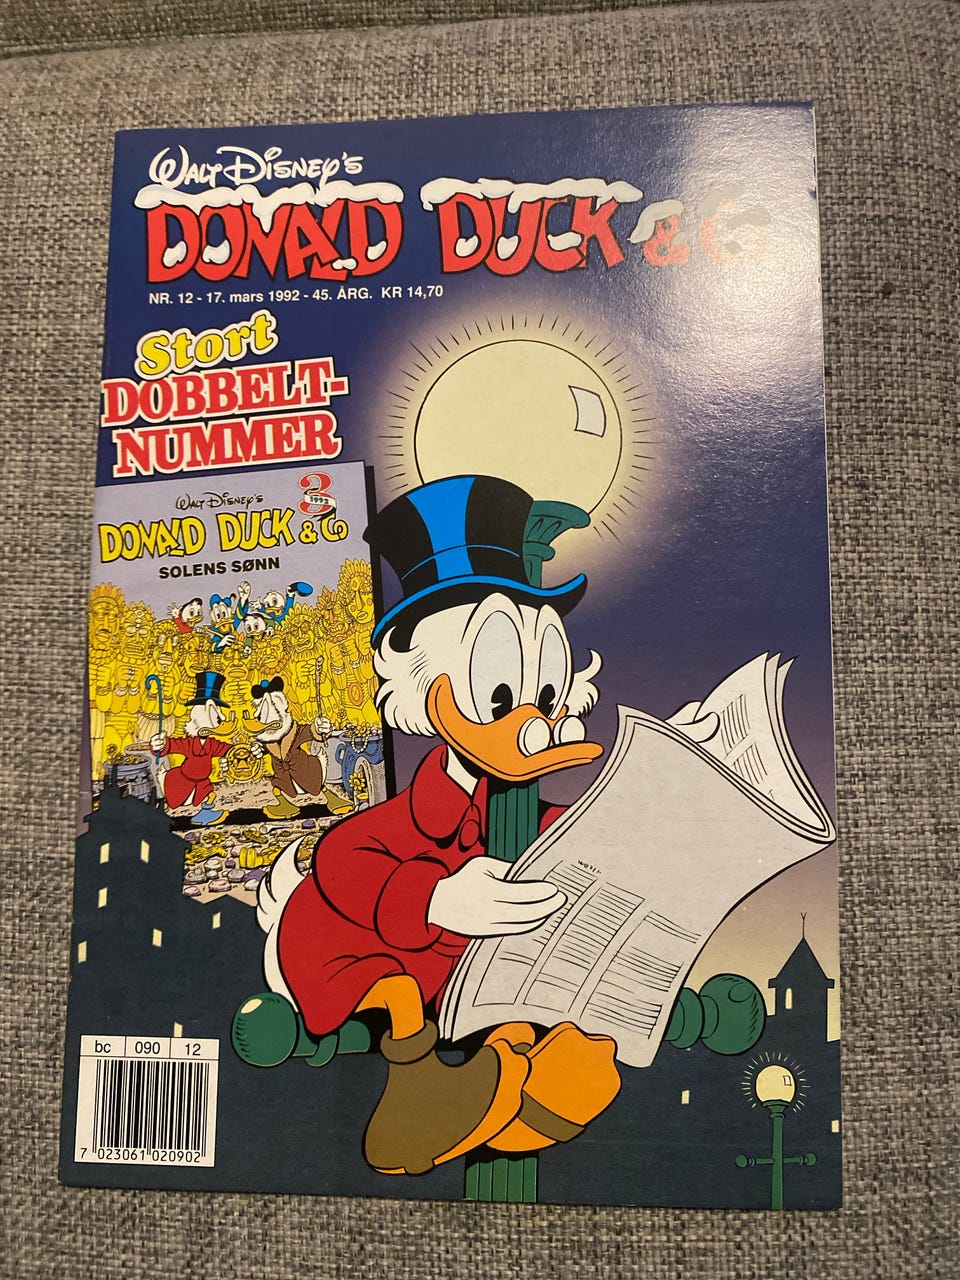 WALT DISNEY'S
DONALD DUCK & Co
NR. 12 - 17. mars 1992 - 45. ÅRG. KR 14,70
Stort
DOBBELT-
NUMMER
WALT DISNEY'S
3
1992
DONALD DUCK & Co
SOLENS SØNN
bc 090 12
7 023061 020902